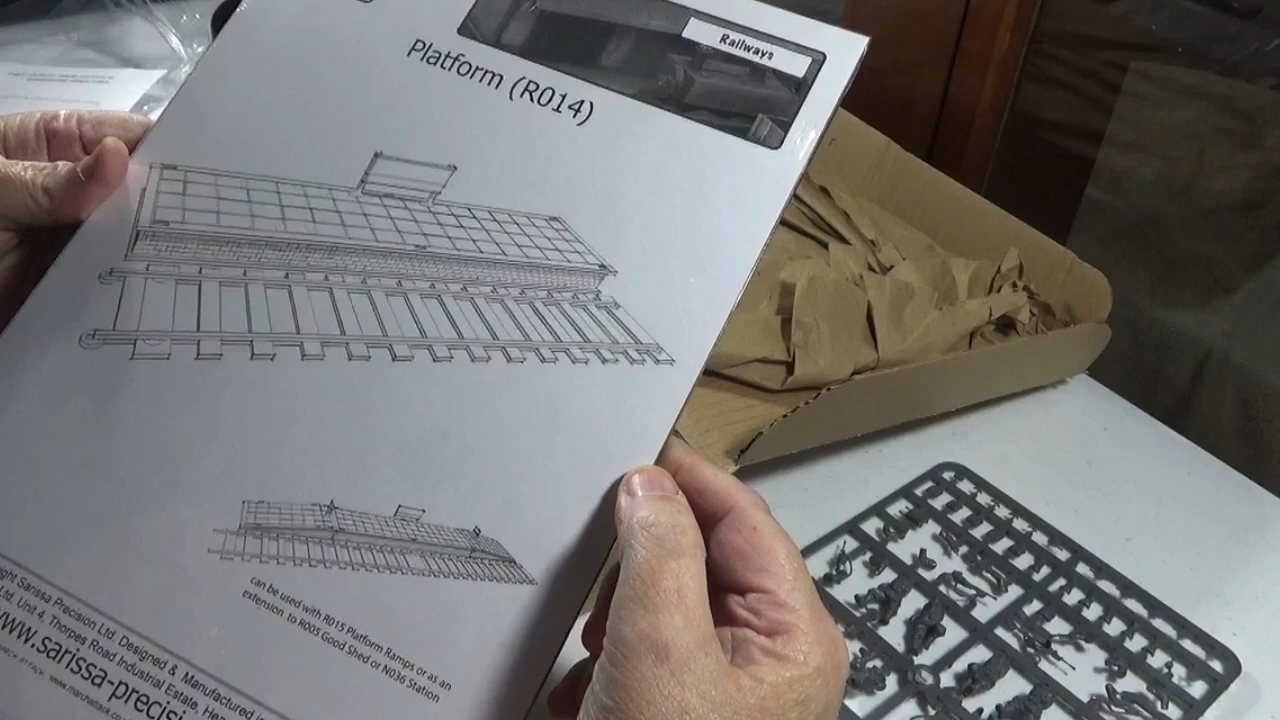 Railways
Platform (R014)
can be used with R015 Platform Ramps or as an
extension to R005 Good Shed or N036 Station
Sarissa Precision Ltd. Designed & Manufactured
Ltd. Unit 4, Thorpes Road Industrial Estate,
www.sarissa-precisi